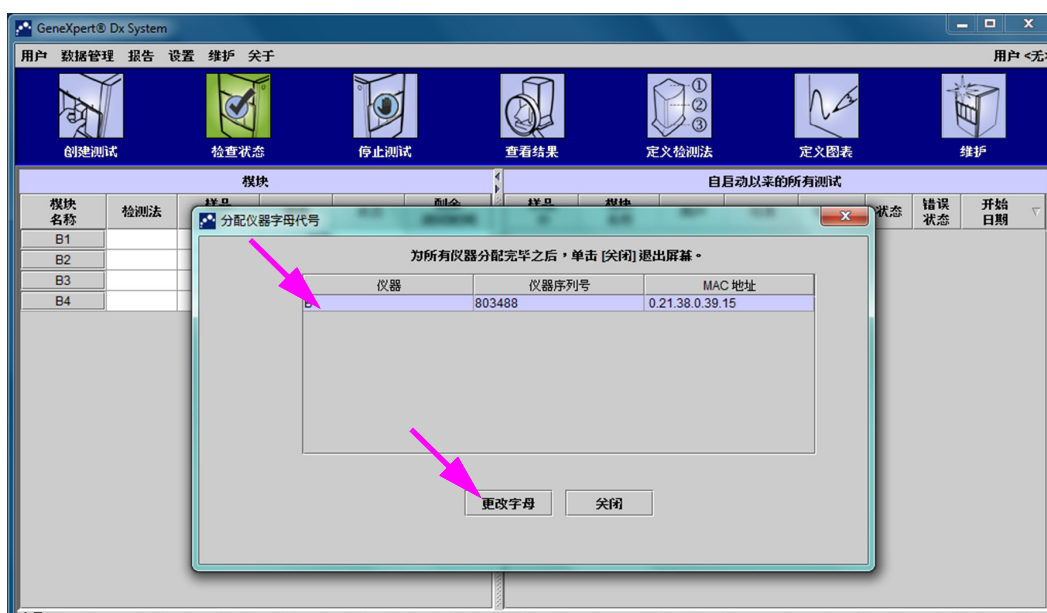 GeneXpert® Dx System
用户 数据管理 报告 设置 维护 关于
用户 <无>
创建测试 检查状态 停止测试 查看结果 定义检测法 定义图表 维护
模块 自启动以来的所有测试
模块名称 检测法 样品 剩余 样品 模块 状态 错误状态 开始日期
B1
B2
B3
B4
分配仪器字母代号
为所有仪器分配完毕之后,单击 [关闭] 退出屏幕。
仪器 仪器序列号 MAC 地址
803488 0.21.38.0.39.15
更改字母 关闭